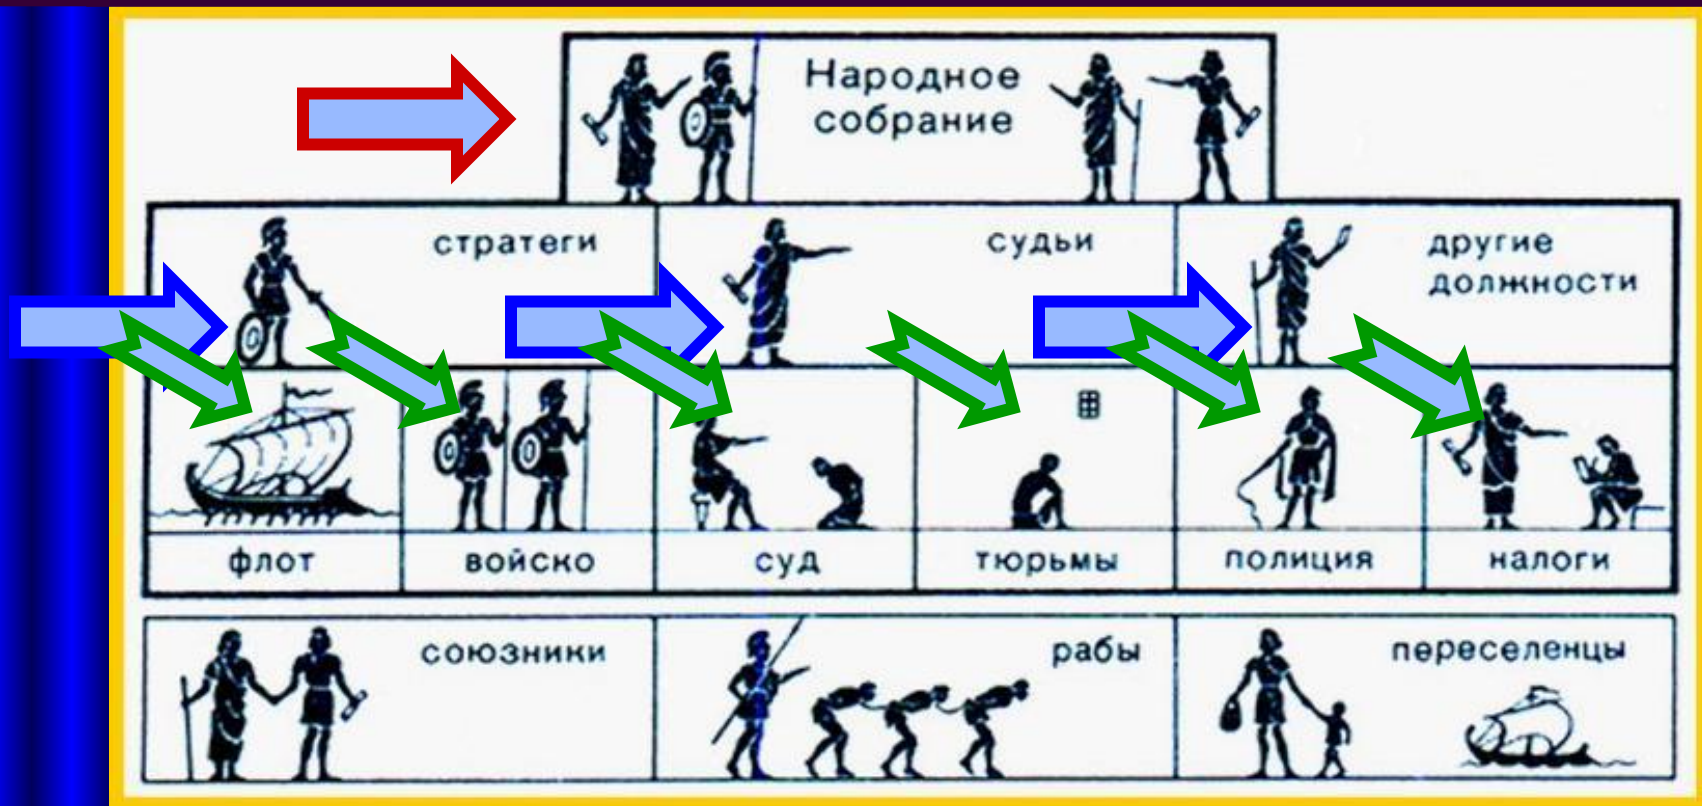 Народное
собрание
стратеги
судьи
другие
должности
флот
войско
суд
тюрьмы
полиция
налоги
союзники
рабы
переселенцы